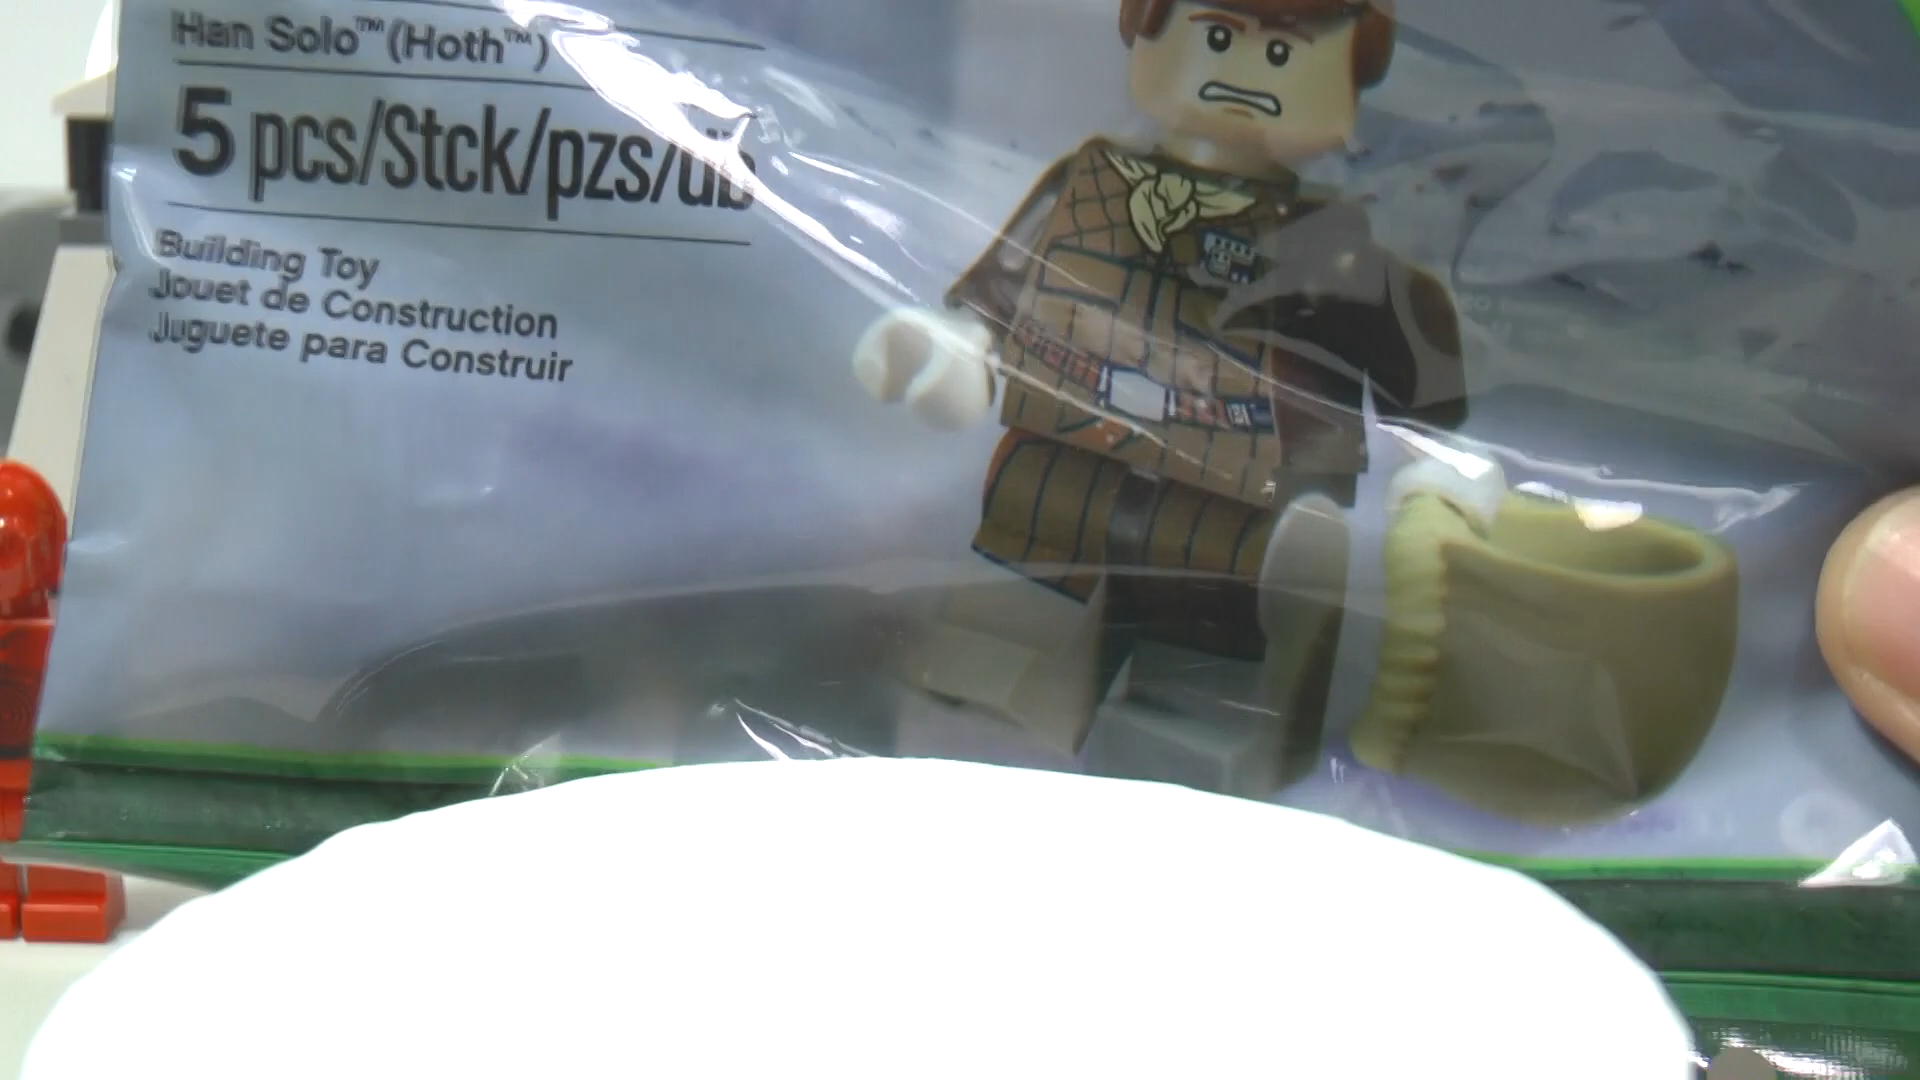 Han Solo™ (Hoth™)
5 pcs/Stck/pzs/db
Building Toy
Jouet de Construction
Juguete para Construir